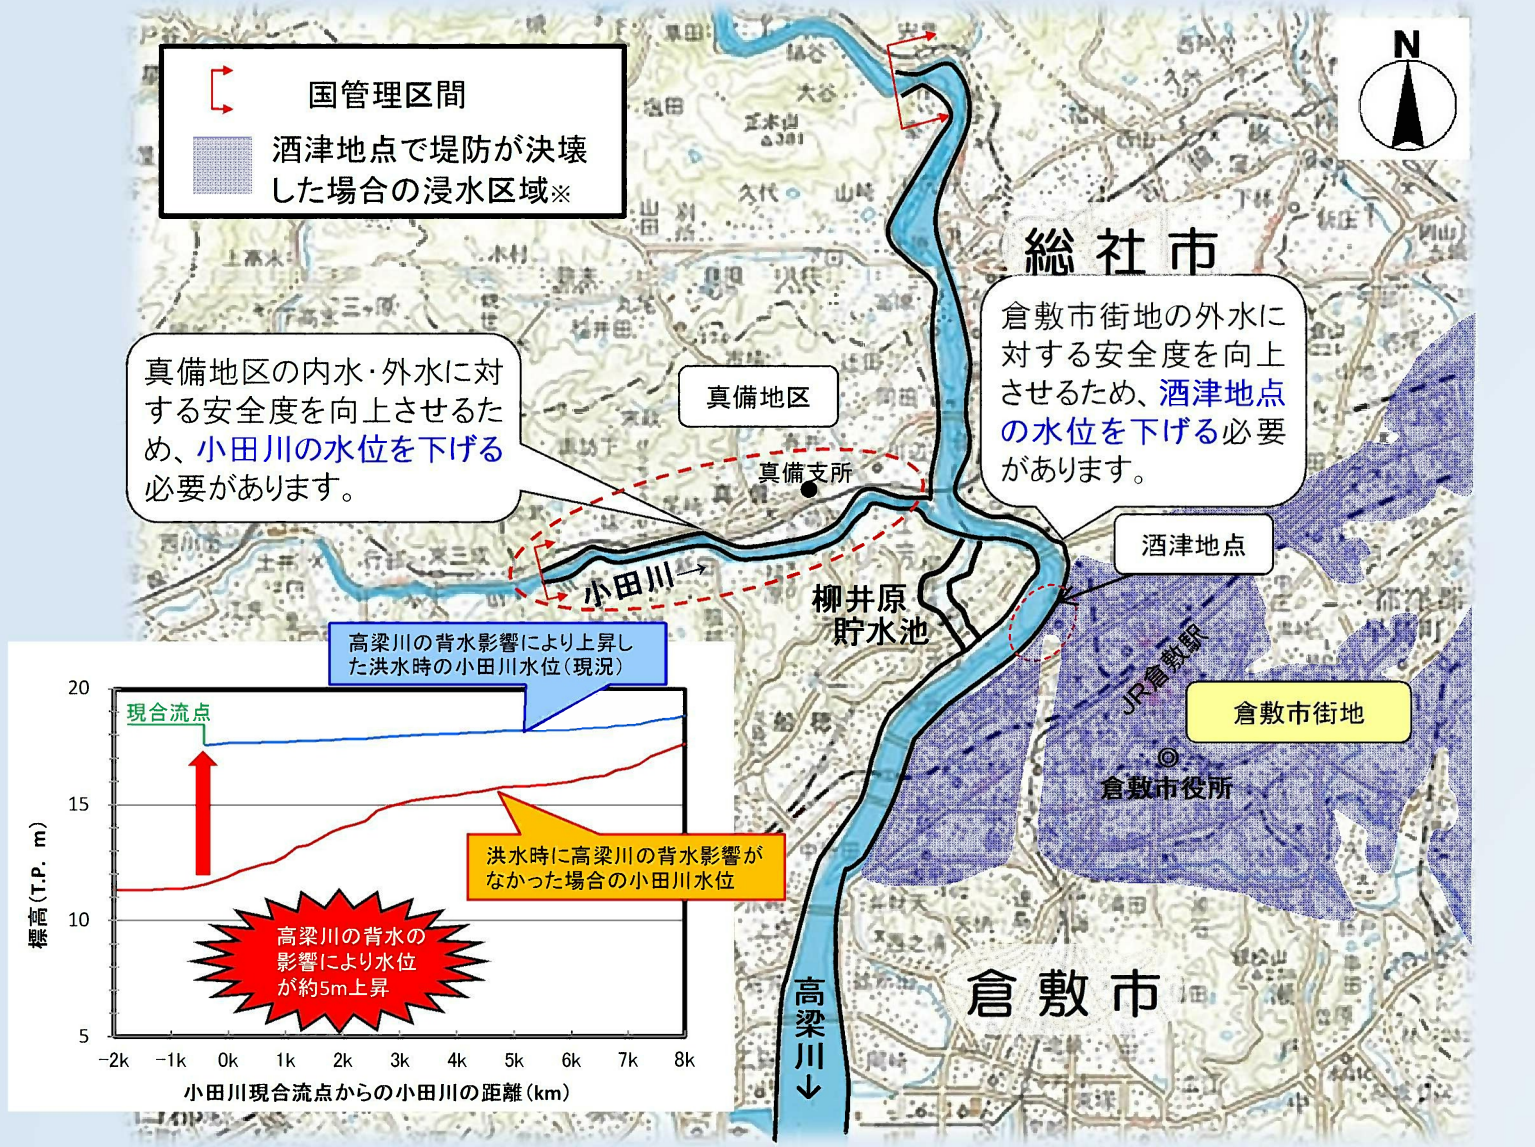 国管理区間
酒津地点で堤防が決壊
した場合の浸水区域※
N
大谷
久代
山崎
総社市
倉敷市街地の外水に
対する安全度を向上
させるため、酒津地点
の水位を下げる必要
があります。
真備地区の内水・外水に対
する安全度を向上させるた
め、小田川の水位を下げる
必要があります。
真備地区
真備支所
酒津地点
小田川→
柳井原
貯水池
JR倉敷駅
倉敷市街地
倉敷市役所
倉敷市
高梁川↓
高梁川の背水影響により上昇し
た洪水時の小田川水位(現況)
現合流点
洪水時に高梁川の背水影響が
なかった場合の小田川水位
高梁川の背水の
影響により水位
が約5m上昇
標高(T.P. m)
20
15
10
5
-2k -1k 0k 1k 2k 3k 4k 5k 6k 7k 8k
小田川現合流点からの小田川の距離(km)